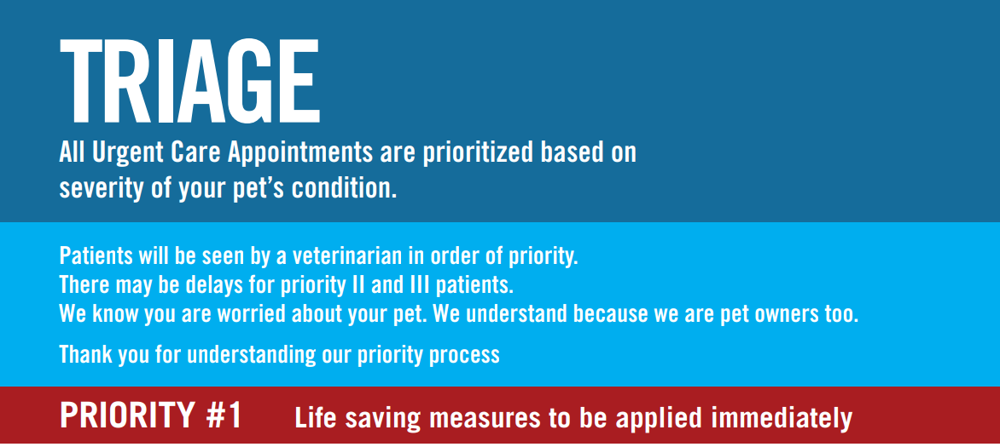 TRIAGE
All Urgent Care Appointments are prioritized based on
severity of your pet’s condition.
Patients will be seen by a veterinarian in order of priority.
There may be delays for priority II and III patients.
We know you are worried about your pet. We understand because we are pet owners too.
Thank you for understanding our priority process
PRIORITY #1 Life saving measures to be applied immediately